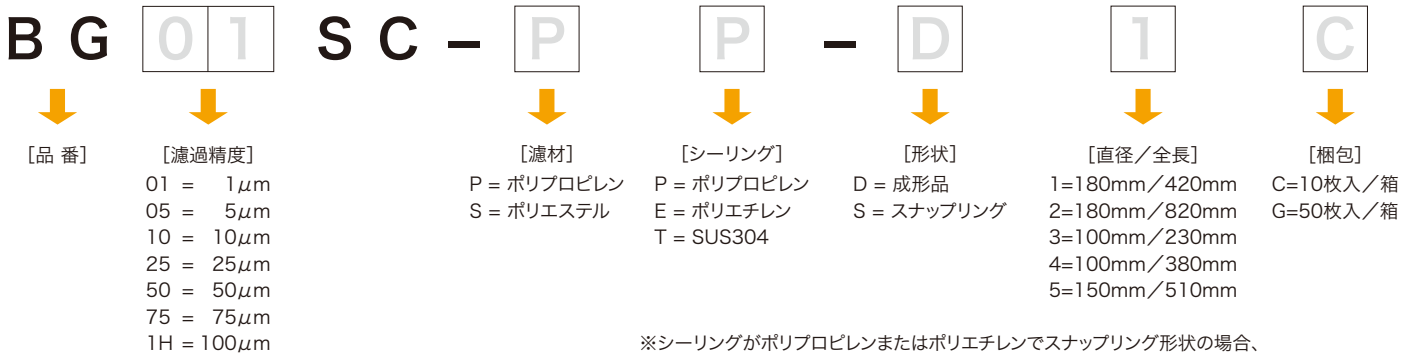 BG 01 SC － P P － D 1 C
［品 番］ ［濾過精度］ ［濾材］ ［シーリング］ ［形状］ ［直径／全長］ ［梱包］
01 = 1μm
05 = 5μm
10 = 10μm
25 = 25μm
50 = 50μm
75 = 75μm
1H = 100μm
P = ポリプロピレン
S = ポリエステル
P = ポリプロピレン
E = ポリエチレン
T = SUS304
D = 成形品
S = スナップリング
1=180mm／420mm
2=180mm／820mm
3=100mm／230mm
4=100mm／380mm
5=150mm／510mm
C=10枚入／箱
G=50枚入／箱
※シーリングがポリプロピレンまたはポリエチレンでスナップリング形状の場合、